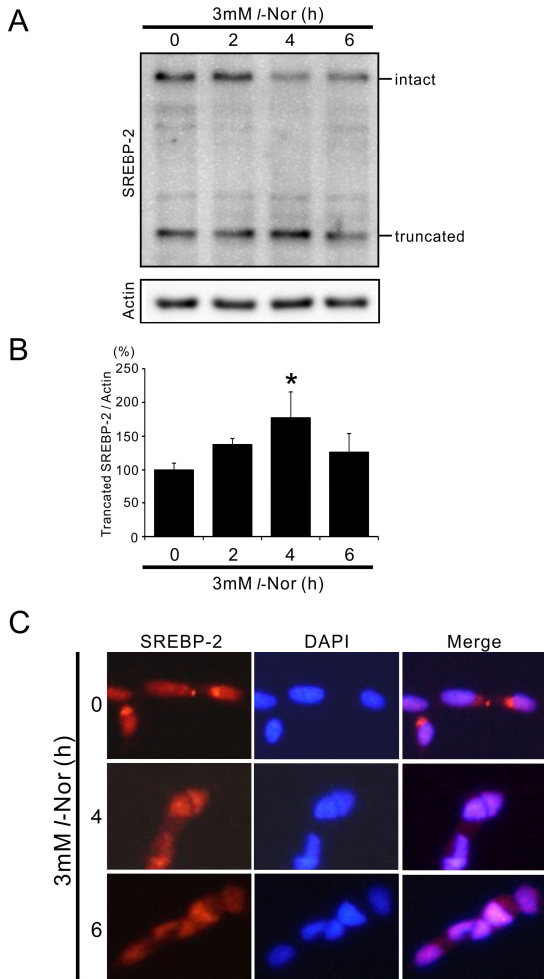 A
3mM l-Nor (h)
0 2 4 6
SREBP-2
intact
truncated
Actin
B
(%)
Trancated SREBP-2 / Actin
250
200
150
100
50
0
*
0 2 4 6
3mM l-Nor (h)
C
SREBP-2 DAPI Merge
3mM l-Nor (h)
0
4
6